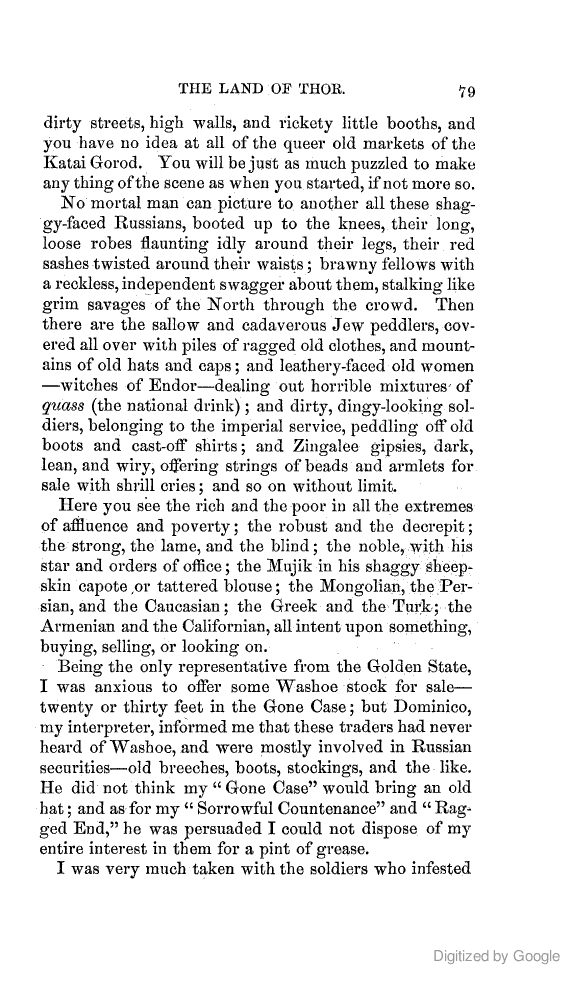 THE LAND OF THOR. 79
dirty streets, high walls, and rickety little booths, and
you have no idea at all of the queer old markets of the
Katai Gorod. You will be just as much puzzled to make
any thing of the scene as when you started, if not more so.
No mortal man can picture to another all these shag-
gy-faced Russians, booted up to the knees, their long,
loose robes flaunting idly around their legs, their red
sashes twisted around their waists; brawny fellows with
a reckless, independent swagger about them, stalking like
grim savages of the North through the crowd. Then
there are the sallow and cadaverous Jew peddlers, cov-
ered all over with piles of ragged old clothes, and mount-
ains of old hats and caps; and leathery-faced old women
—witches of Endor—dealing out horrible mixtures of
quass (the national drink); and dirty, dingy-looking sol-
diers, belonging to the imperial service, peddling off old
boots and cast-off shirts; and Zingalee gipsies, dark,
lean, and wiry, offering strings of beads and armlets for
sale with shrill cries; and so on without limit.
Here you see the rich and the poor in all the extremes
of affluence and poverty; the robust and the decrepit;
the strong, the lame, and the blind; the noble, with his
star and orders of office; the Mujik in his shaggy sheep-
skin capote or tattered blouse; the Mongolian, the Per-
sian, and the Caucasian; the Greek and the Turk; the
Armenian and the Californian, all intent upon something,
buying, selling, or looking on.
Being the only representative from the Golden State,
I was anxious to offer some Washoe stock for sale—
twenty or thirty feet in the Gone Case; but Dominico,
my interpreter, informed me that these traders had never
heard of Washoe, and were mostly involved in Russian
securities—old breeches, boots, stockings, and the like.
He did not think my "Gone Case" would bring an old
hat; and as for my "Sorrowful Countenance" and "Rag-
ged End," he was persuaded I could not dispose of my
entire interest in them for a pint of grease.
I was very much taken with the soldiers who infested
Digitized by Google